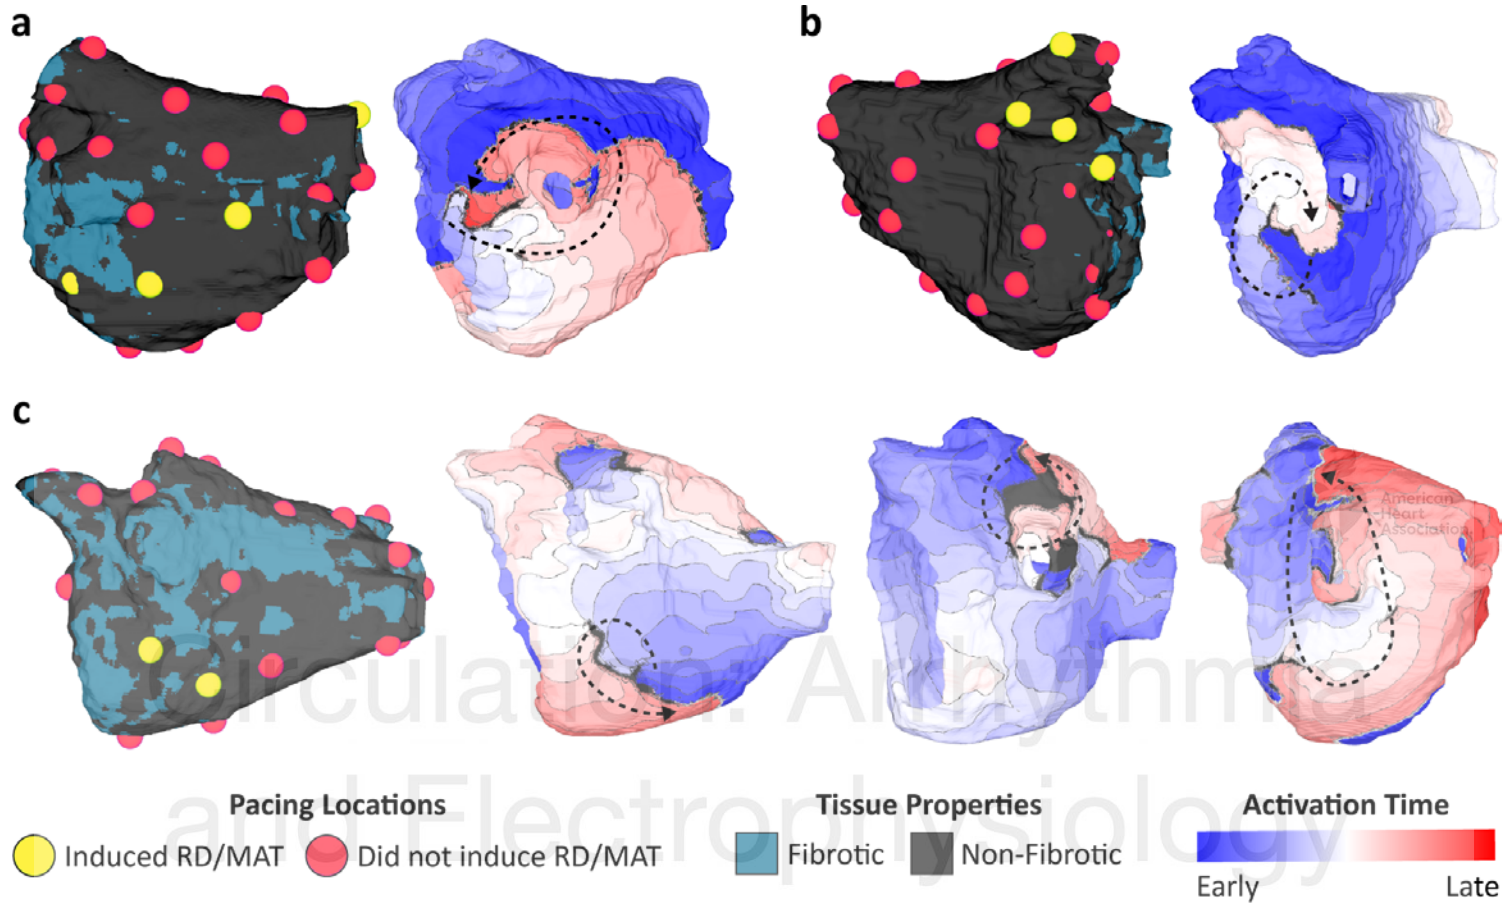 a
b
c
American
Heart
Association
Circulation: Arrhythmia
and Electrophysiology
Pacing Locations
Tissue Properties
Activation Time
Induced RD/MAT
Did not induce RD/MAT
Fibrotic
Non-Fibrotic
Early
Late